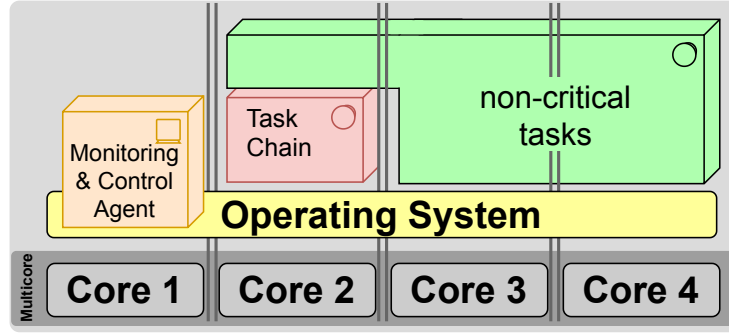 non-critical
tasks
Task
Chain
Monitoring
& Control
Agent
Operating System
Multicore
Core 1
Core 2
Core 3
Core 4